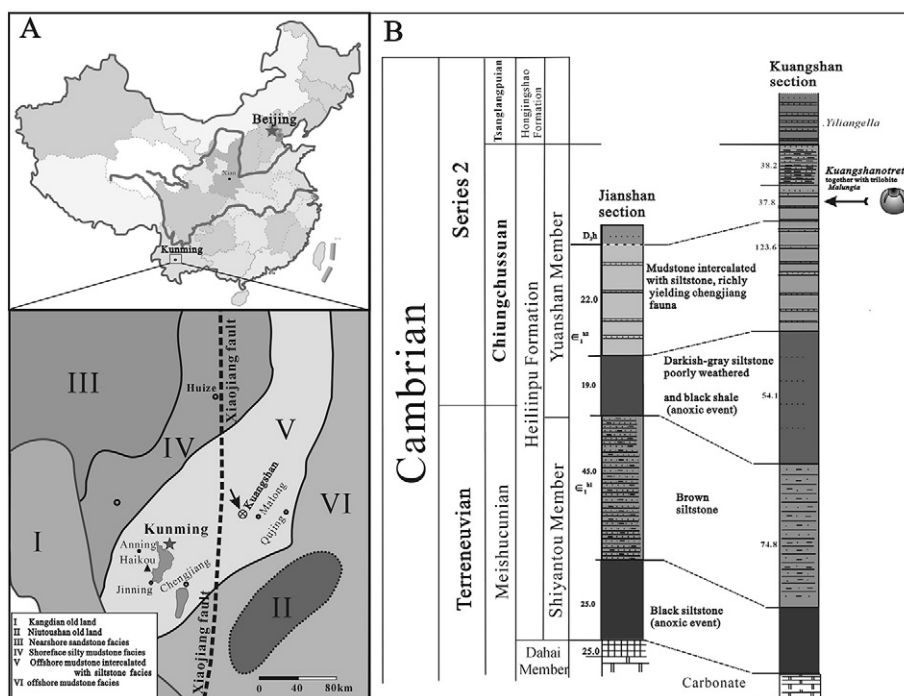 A
Beijing
Kunming
III
Huize
Xiaojiang fault
IV
V
Kuangshan
Malong
Qujing
VI
I
Kunming
Anning
Haikou
Chengjiang
Jinning
Xiaojiang fault
II
I Kangdian old land
II Niutoushan old land
III Nearshore sandstone facies
IV Shoreface silty mudstone facies
V Offshore mudstone intercalated
with siltstone facies
VI offshore mudstone facies
0 40 80km
B
Cambrian
Series 2
Terreneuvian
Tsanglangpuian
Chiungchussuan
Meishucunian
Hongjingshao
Formation
Heiliinpu Formation
Yuanshan Member
Shiyantou Member
Dahai
Member
Jianshan
section
22.0
19.0
45.0
25.0
25.0
Mudstone intercalated
with siltstone, richly
yielding chengjiang
fauna
Darkish-gray siltstone
poorly weathered
and black shale
(anoxic event)
Brown
siltstone
Black siltstone
(anoxic event)
Carbonate
Kuangshan
section
38.2
37.8
123.6
54.1
74.8
.Yiliangella
Kuangshanotret
together with trilobita
Malungia